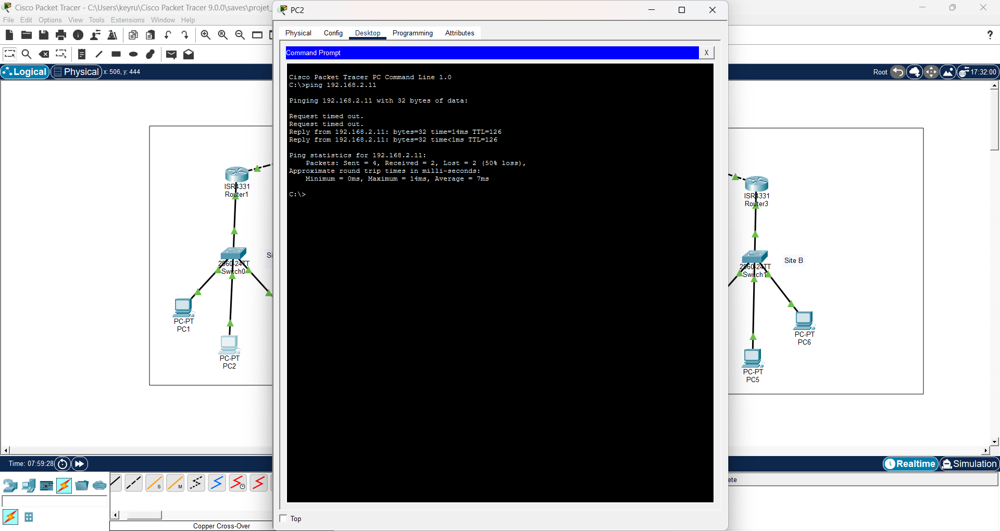 Cisco Packet Tracer - C:\Users\keyru\Cisco Packet Tracer 9.0.0\saves\projet_
File Edit Options View Tools Extensions Window Help
Logical Physical x: 506, y: 444
Root 17:32:00
PC2
Physical Config Desktop Programming Attributes
Command Prompt X
Cisco Packet Tracer PC Command Line 1.0
C:\>ping 192.168.2.11
Pinging 192.168.2.11 with 32 bytes of data:
Request timed out.
Request timed out.
Reply from 192.168.2.11: bytes=32 time=14ms TTL=126
Reply from 192.168.2.11: bytes=32 time<1ms TTL=126
Ping statistics for 192.168.2.11:
Packets: Sent = 4, Received = 2, Lost = 2 (50% loss),
Approximate round trip times in milli-seconds:
Minimum = 0ms, Maximum = 14ms, Average = 7ms
C:\>
Top
ISR4331
Router1
2960-24TT
Switch0
Si
PC-PT
PC1
PC-PT
PC2
ISR4331
Router3
2960-24TT
Switch1
Site B
PC-PT
PC6
PC-PT
PC5
Time: 07:59:28
Realtime Simulation
S
M
ete
Copper Cross-Over
?